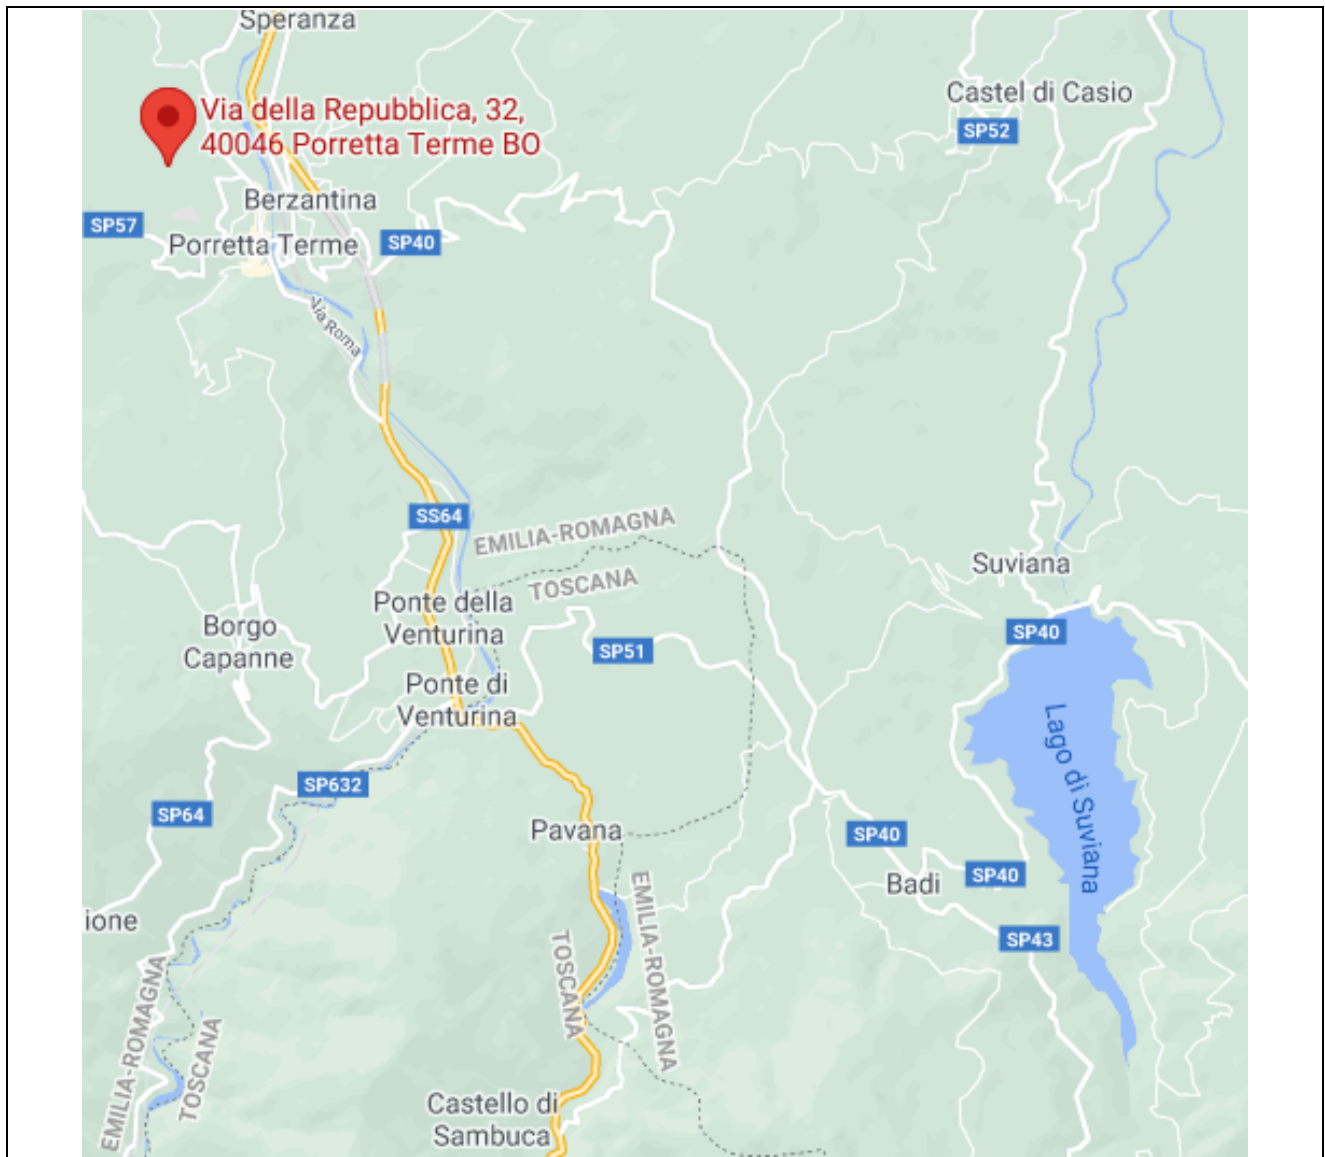 Speranza
Via della Repubblica, 32,
40046 Porretta Terme BO
Castel di Casio
SP52
Berzantina
SP57
Porretta Terme
SP40
Via Roma
SS64
EMILIA-ROMAGNA
TOSCANA
Suviana
Ponte della
Venturina
Borgo
Capanne
SP40
SP51
Ponte di
Venturina
Lago di Suviana
SP632
SP64
Pavana
SP40
Badi
SP40
ione
EMILIA-ROMAGNA
TOSCANA
SP43
EMILIA-ROMAGNA
TOSCANA
Castello di
Sambuca